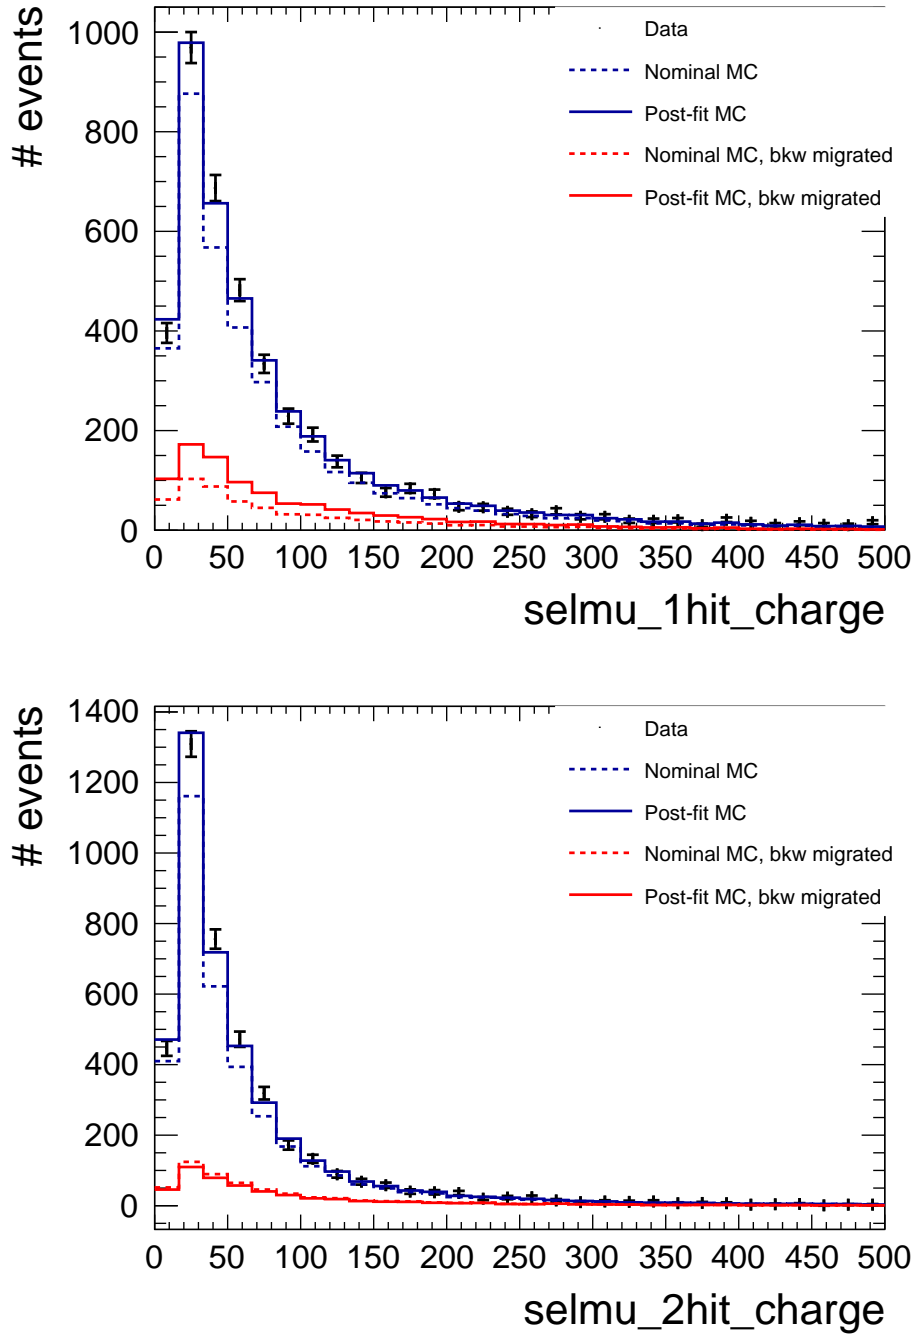 # events
1000
800
600
400
200
0
Data
Nominal MC
Post-fit MC
Nominal MC, bkw migrated
Post-fit MC, bkw migrated
0 50 100 150 200 250 300 350 400 450 500
selmu_1hit_charge
# events
1400
1200
1000
800
600
400
200
0
Data
Nominal MC
Post-fit MC
Nominal MC, bkw migrated
Post-fit MC, bkw migrated
0 50 100 150 200 250 300 350 400 450 500
selmu_2hit_charge